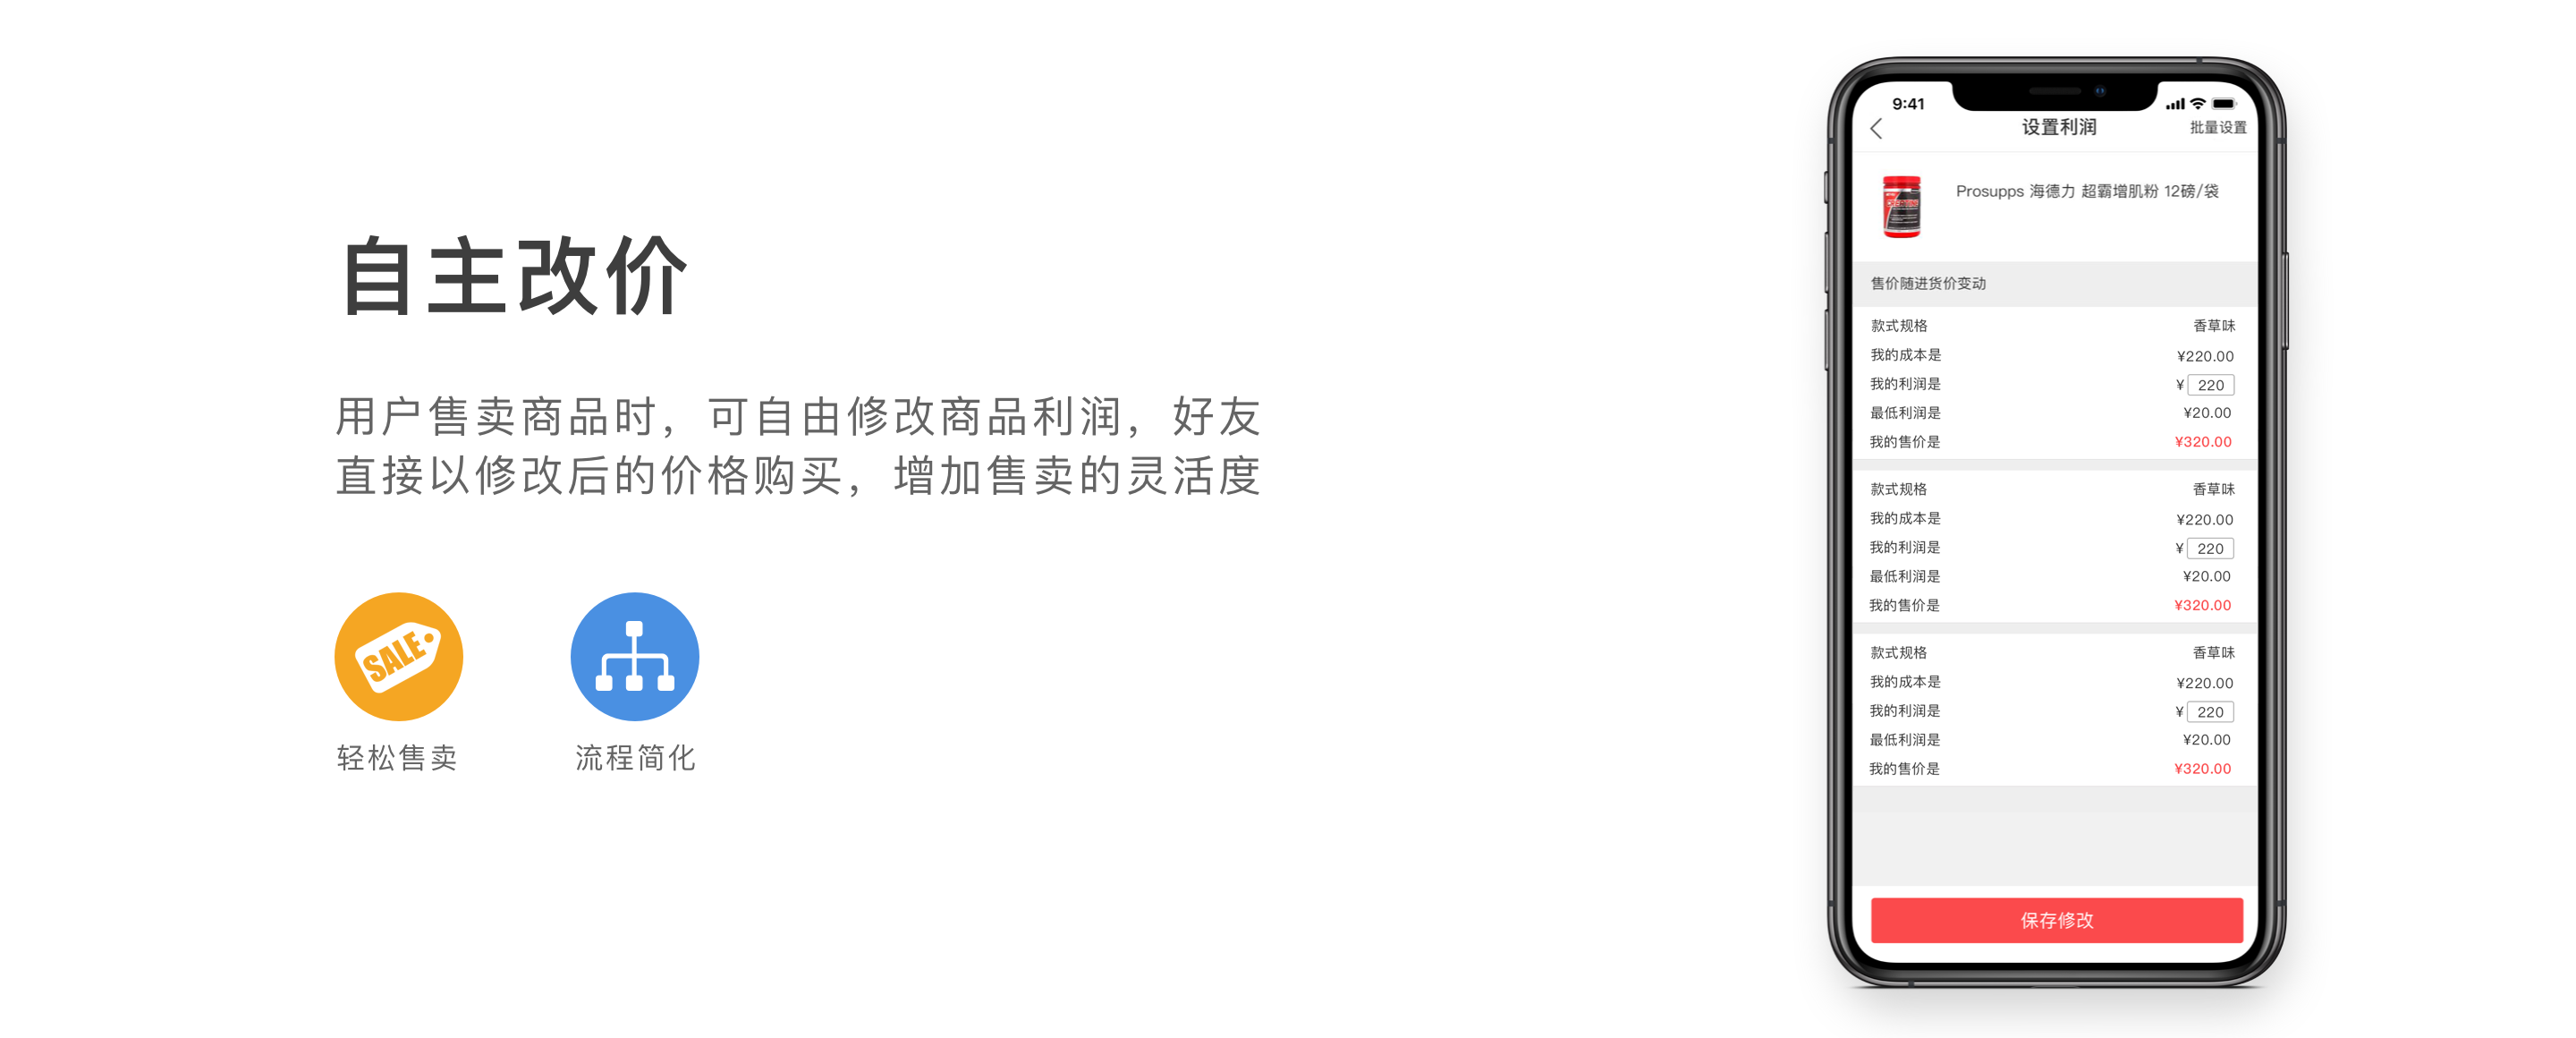 自主改价
用户售卖商品时，可自由修改商品利润，好友
直接以修改后的价格购买，增加售卖的灵活度
SALE
轻松售卖
流程简化
9:41
设置利润
批量设置
Prosupps 海德力 超霸增肌粉 12磅/袋
售价随进货价变动
款式规格 香草味
我的成本是 ¥220.00
我的利润是 ¥ 220
最低利润是 ¥20.00
我的售价是 ¥320.00
款式规格 香草味
我的成本是 ¥220.00
我的利润是 ¥ 220
最低利润是 ¥20.00
我的售价是 ¥320.00
款式规格 香草味
我的成本是 ¥220.00
我的利润是 ¥ 220
最低利润是 ¥20.00
我的售价是 ¥320.00
保存修改